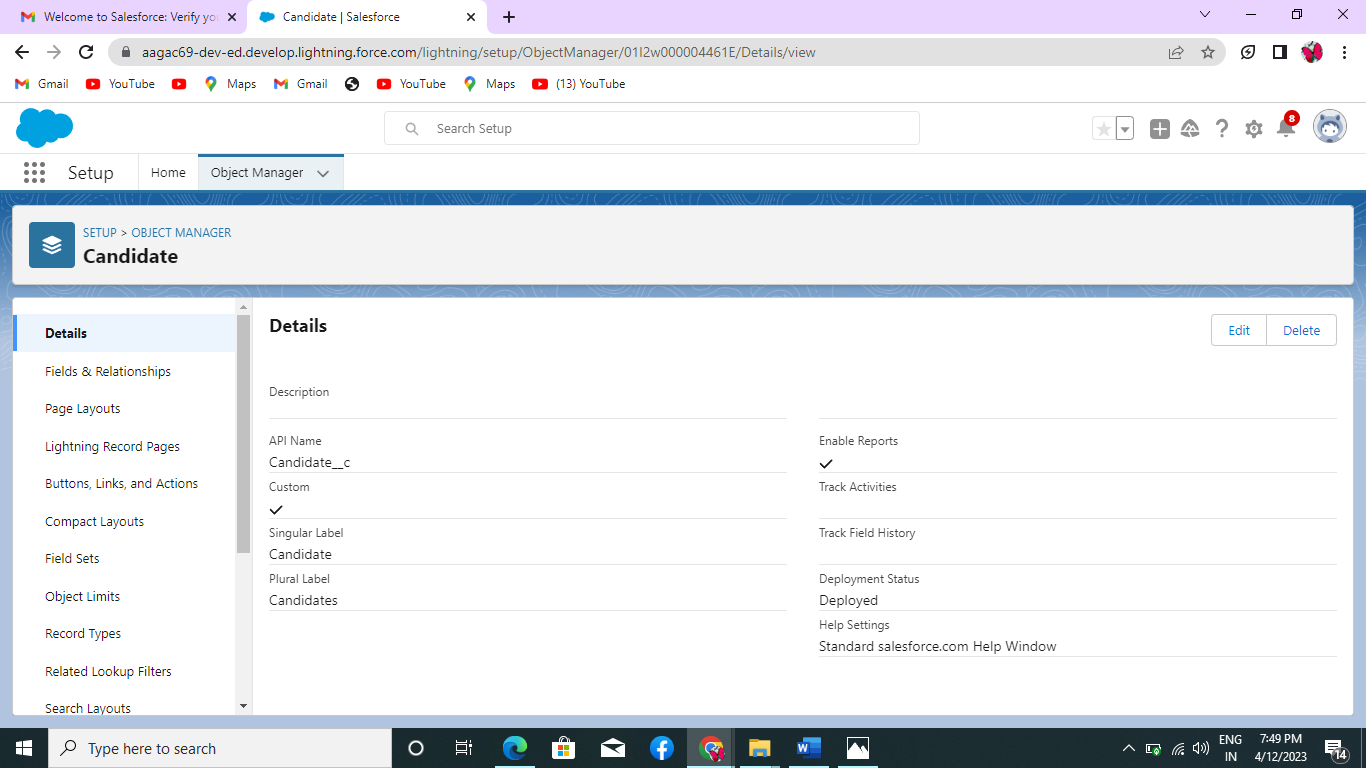 Welcome to Salesforce: Verify yo
Candidate | Salesforce
aagac69-dev-ed.develop.lightning.force.com/lightning/setup/ObjectManager/01I2w000004461E/Details/view
Gmail YouTube Maps Gmail YouTube Maps (13) YouTube
Search Setup
8
Setup Home Object Manager
SETUP > OBJECT MANAGER
Candidate
Details
Fields & Relationships
Page Layouts
Lightning Record Pages
Buttons, Links, and Actions
Compact Layouts
Field Sets
Object Limits
Record Types
Related Lookup Filters
Search Layouts
Details
Edit Delete
Description
API Name
Candidate__c
Custom
Singular Label
Candidate
Plural Label
Candidates
Enable Reports
Track Activities
Track Field History
Deployment Status
Deployed
Help Settings
Standard salesforce.com Help Window
Type here to search
ENG
IN
7:49 PM
4/12/2023
14